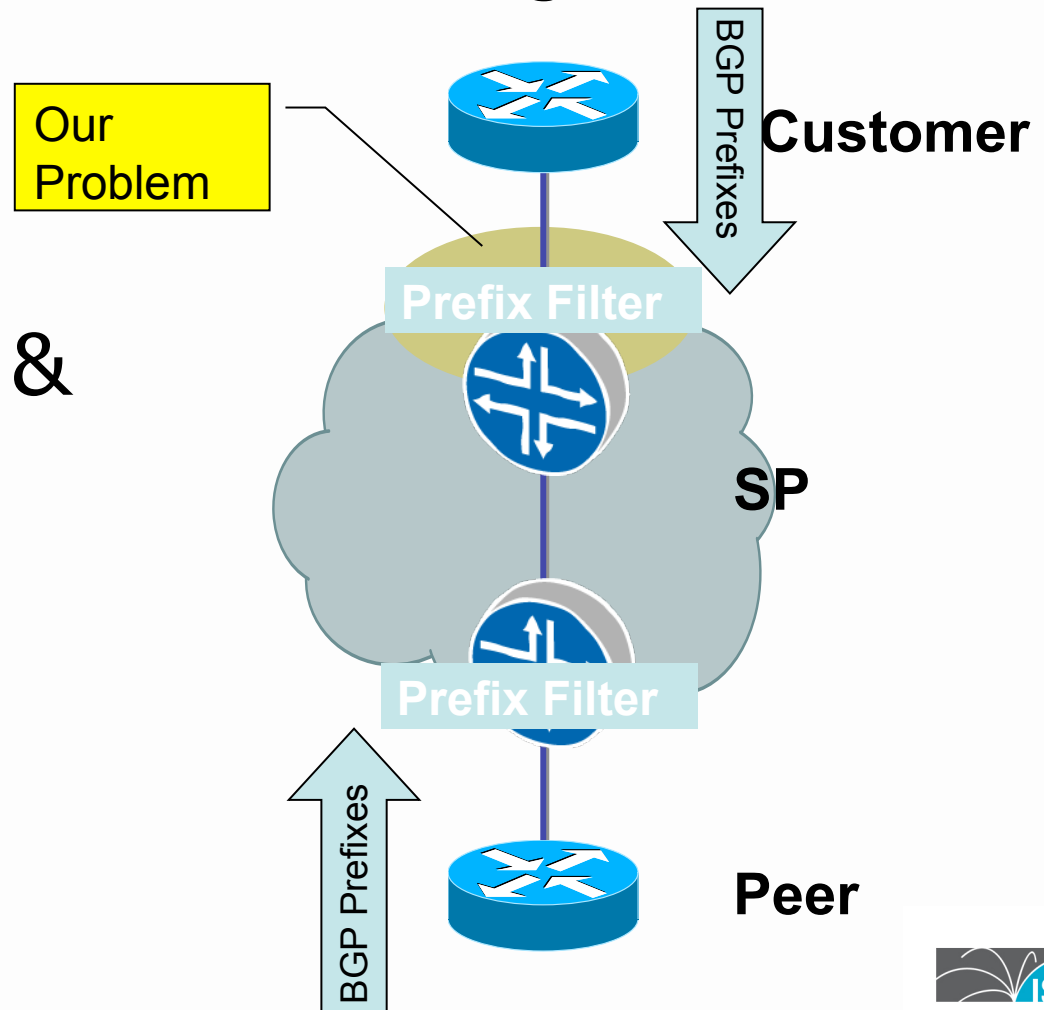 BGP Prefixes
Our
Problem
Customer
Prefix Filter
&
SP
Prefix Filter
BGP Prefixes
Peer